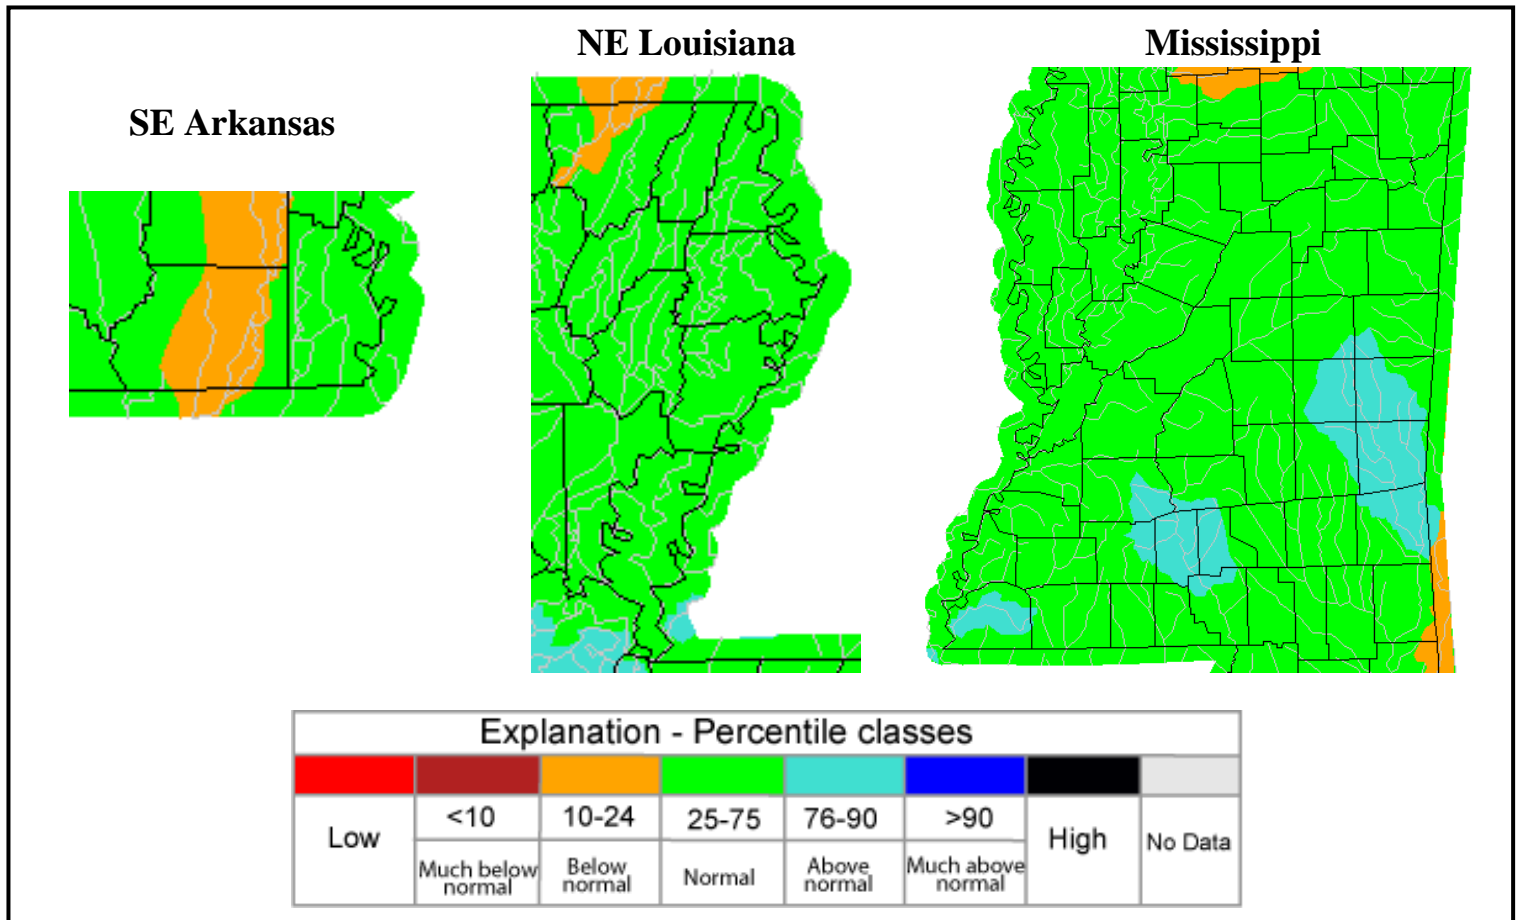 NE Louisiana
Mississippi
SE Arkansas
Explanation - Percentile classes
Low
<10
10-24
25-75
76-90
>90
High
No Data
Much below normal
Below normal
Normal
Above normal
Much above normal